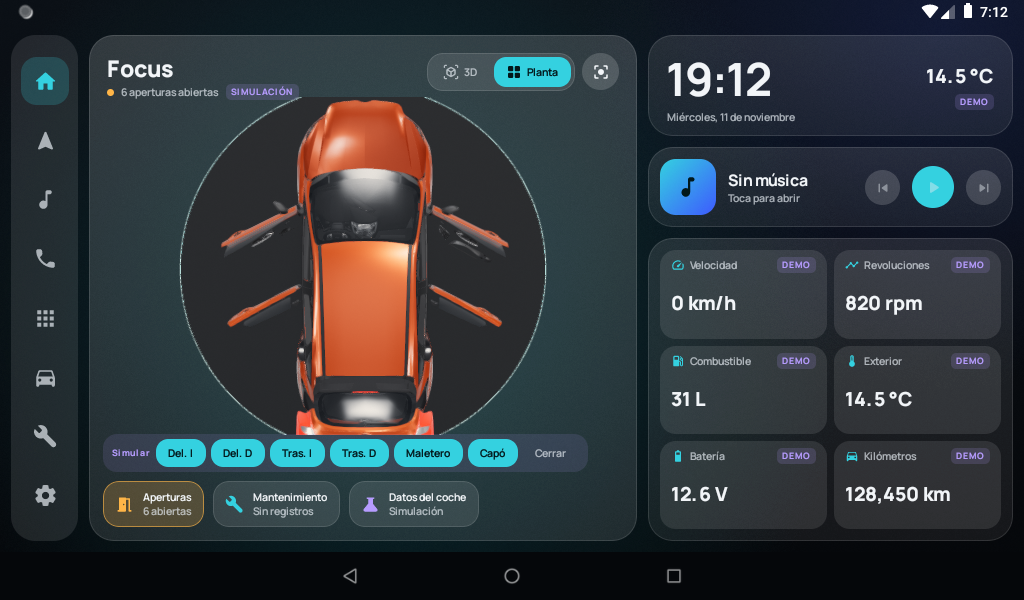 7:12
Focus
6 aperturas abiertas SIMULACIÓN
3D Planta
19:12
14.5 °C
DEMO
Miércoles, 11 de noviembre
Sin música
Toca para abrir
Velocidad DEMO
0 km/h
Revoluciones DEMO
820 rpm
Combustible DEMO
31 L
Exterior DEMO
14.5 °C
Batería DEMO
12.6 V
Kilómetros DEMO
128,450 km
Simular Del. I Del. D Tras. I Tras. D Maletero Capó Cerrar
Aperturas
6 abiertas
Mantenimiento
Sin registros
Datos del coche
Simulación